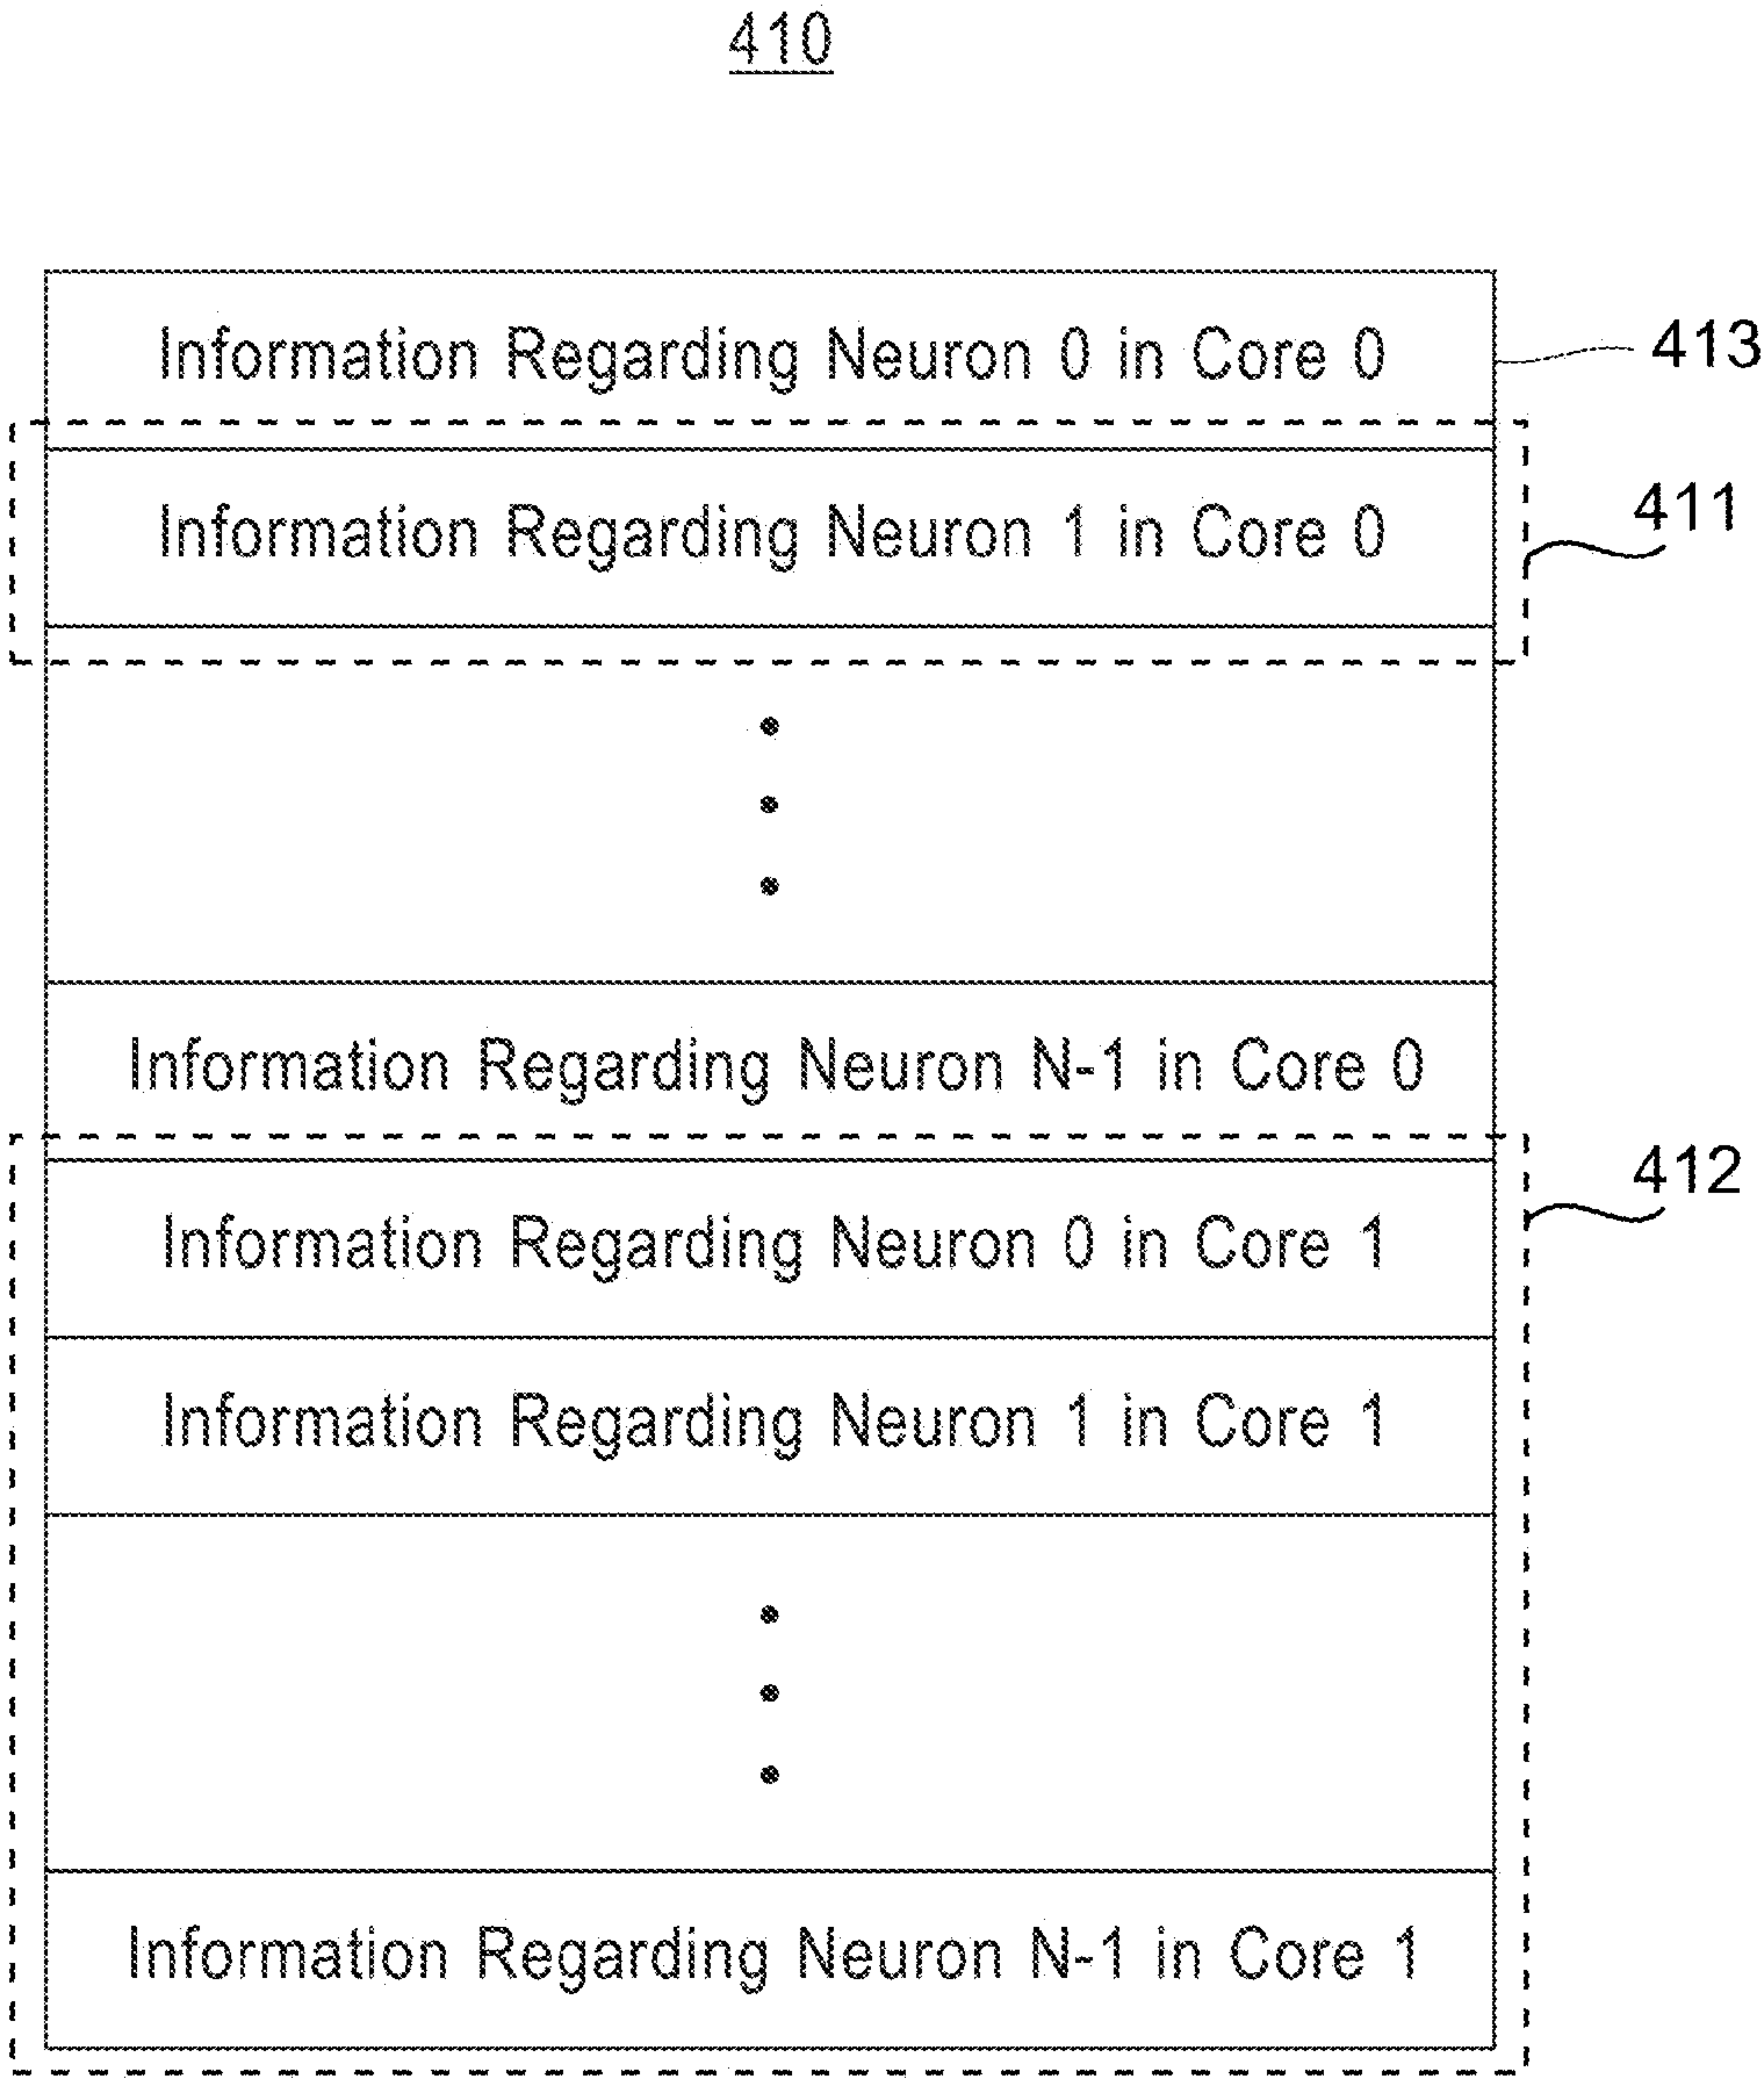 410
Information Regarding Neuron 0 in Core 0
413
Information Regarding Neuron 1 in Core 0
411
Information Regarding Neuron N-1 in Core 0
412
Information Regarding Neuron 0 in Core 1
Information Regarding Neuron 1 in Core 1
Information Regarding Neuron N-1 in Core 1